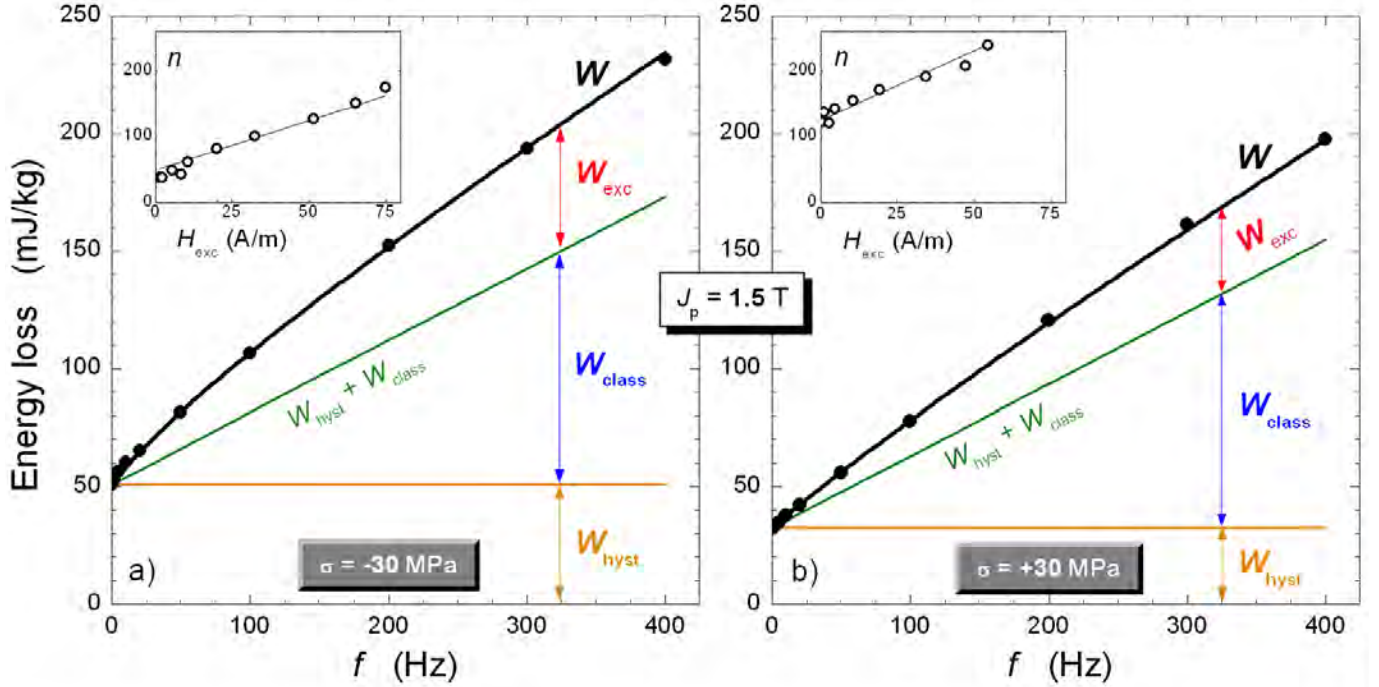 Energy loss (mJ/kg)
250
200
150
100
50
0
n
200
100
0
0
25
50
75
H_exc (A/m)
W
W_exc
W_class
W_hyst + W_class
W_hyst
σ = -30 MPa
a)
0
100
200
300
400
f (Hz)
J_p = 1.5 T
250
200
150
100
50
0
n
200
100
0
0
25
50
75
H_exc (A/m)
W
W_exc
W_class
W_hyst + W_class
W_hyst
σ = +30 MPa
b)
0
100
200
300
400
f (Hz)